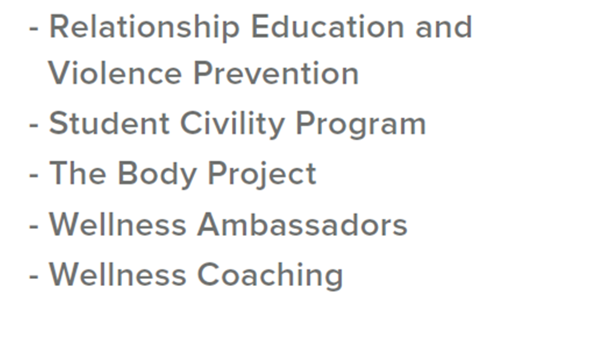 - Relationship Education and
Violence Prevention
- Student Civility Program
- The Body Project
- Wellness Ambassadors
- Wellness Coaching